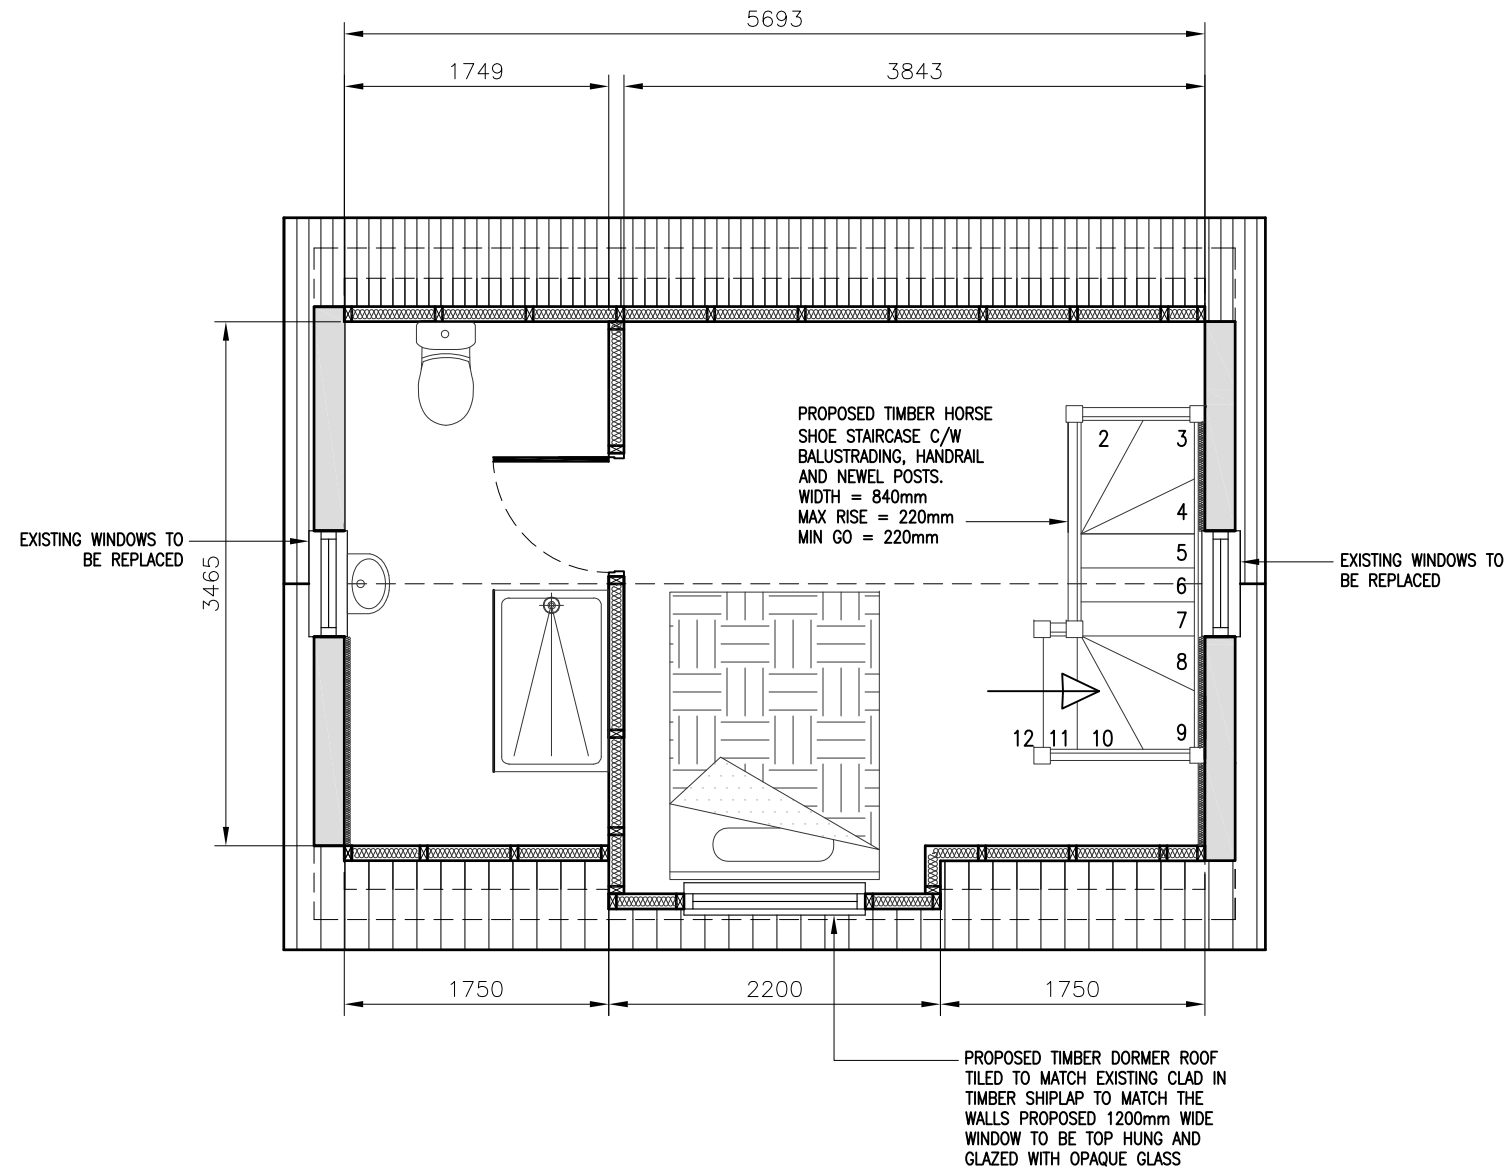 5693
1749
3843
PROPOSED TIMBER HORSE
SHOE STAIRCASE C/W
BALUSTRADING, HANDRAIL
AND NEWEL POSTS.
WIDTH = 840mm
MAX RISE = 220mm
MIN GO = 220mm
2
3
4
5
6
7
8
9
10
11
12
EXISTING WINDOWS TO
BE REPLACED
3465
EXISTING WINDOWS TO
BE REPLACED
1750
2200
1750
PROPOSED TIMBER DORMER ROOF
TILED TO MATCH EXISTING CLAD IN
TIMBER SHIPLAP TO MATCH THE
WALLS PROPOSED 1200mm WIDE
WINDOW TO BE TOP HUNG AND
GLAZED WITH OPAQUE GLASS